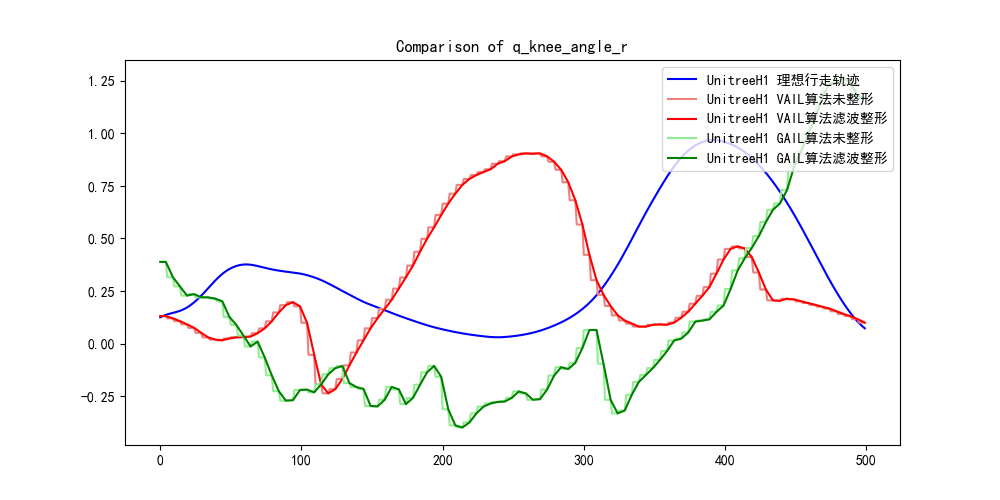 Comparison of q_knee_angle_r
1.25
1.00
0.75
0.50
0.25
0.00
−0.25
0 100 200 300 400 500
UnitreeH1 理想行走轨迹
UnitreeH1 VAIL算法未整形
UnitreeH1 VAIL算法滤波整形
UnitreeH1 GAIL算法未整形
UnitreeH1 GAIL算法滤波整形